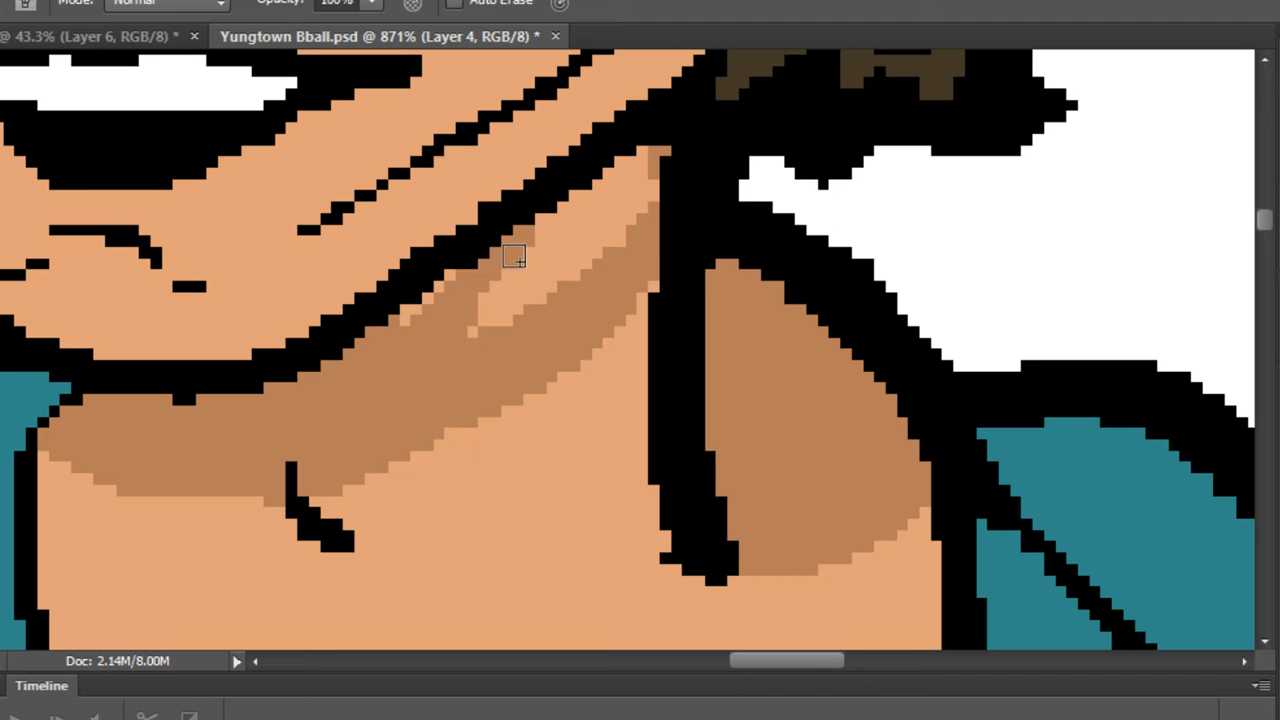 Mode: Normal Opacity: 100% Auto Erase
@ 43.3% (Layer 6, RGB/8) * × Yungtown Bball.psd @ 871% (Layer 4, RGB/8) * ×
Doc: 2.14M/8.00M
Timeline